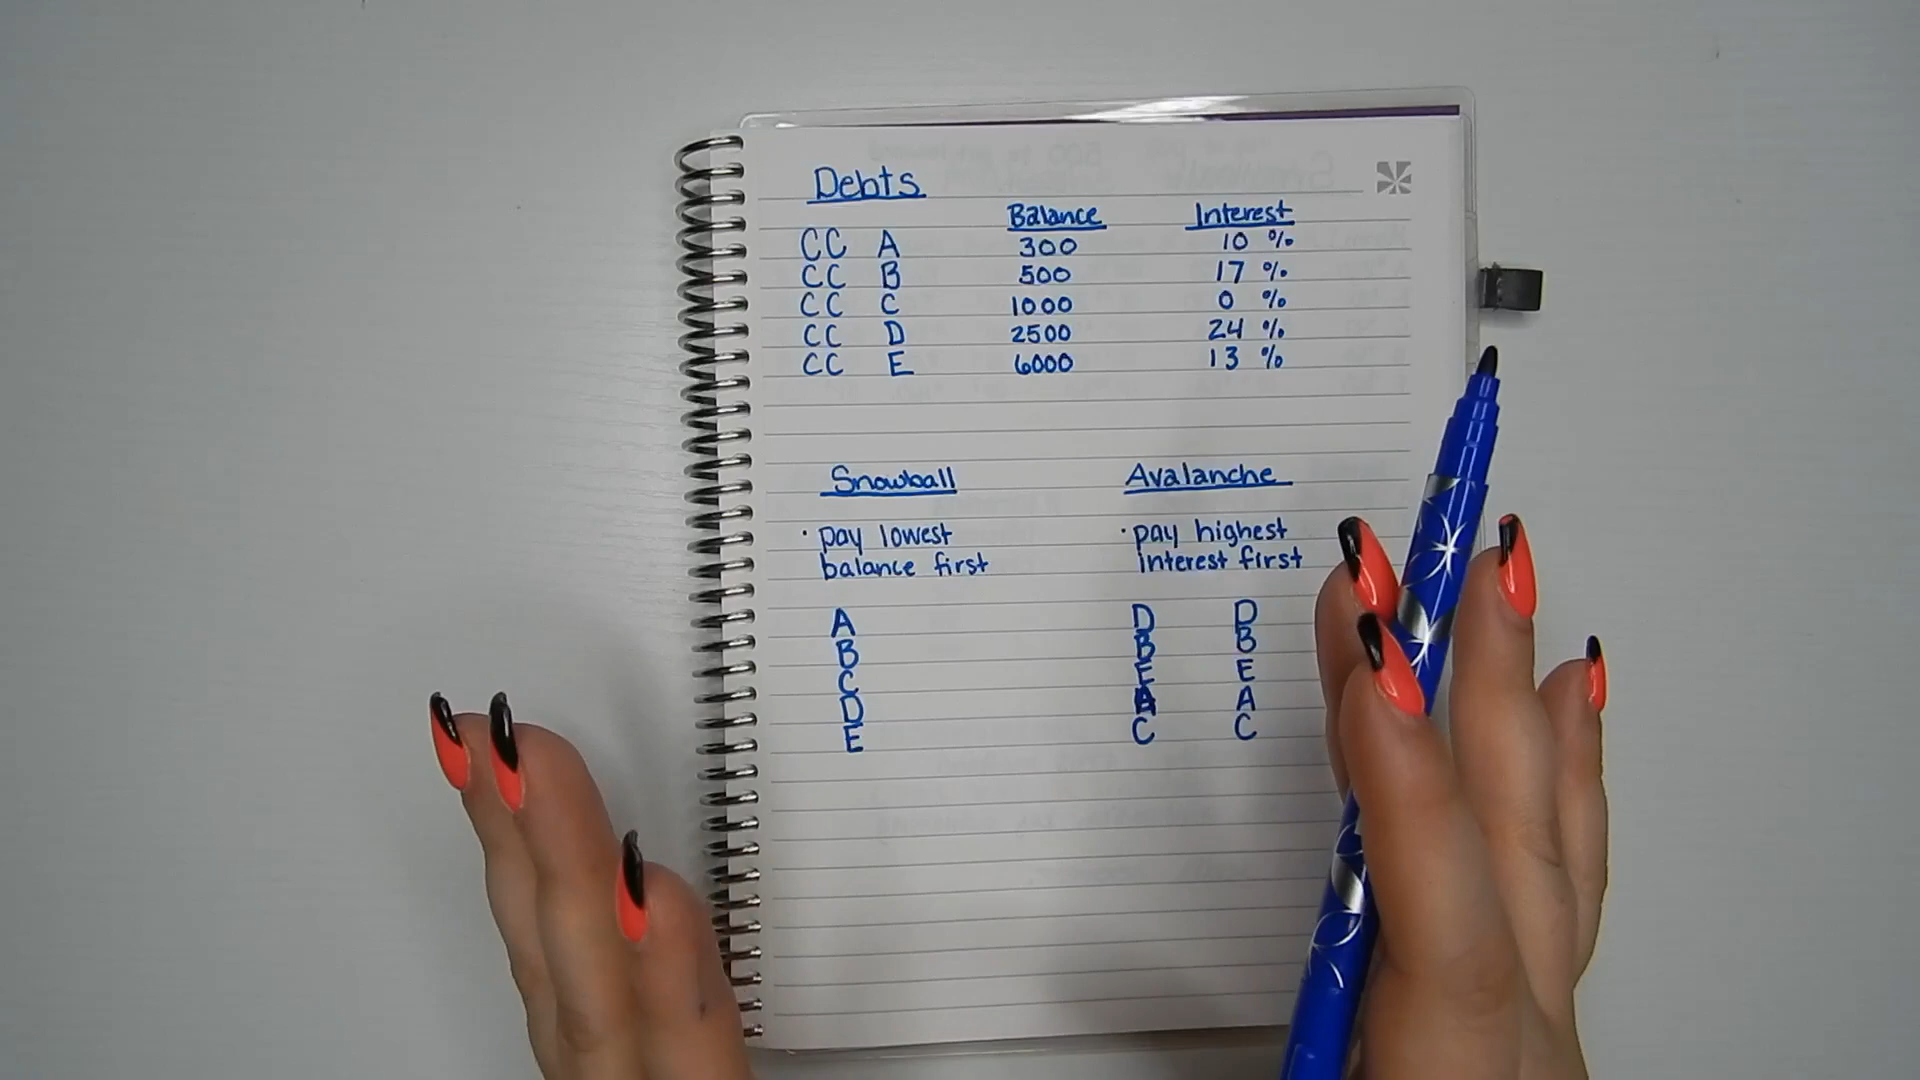 Debts
Balance Interest
CC A 300 10 %
CC B 500 17 %
CC C 1000 0 %
CC D 2500 24 %
CC E 6000 13 %
Snowball Avalanche
· pay lowest · pay highest
balance first interest first
A D D
B B B
C E E
D A A
E C C